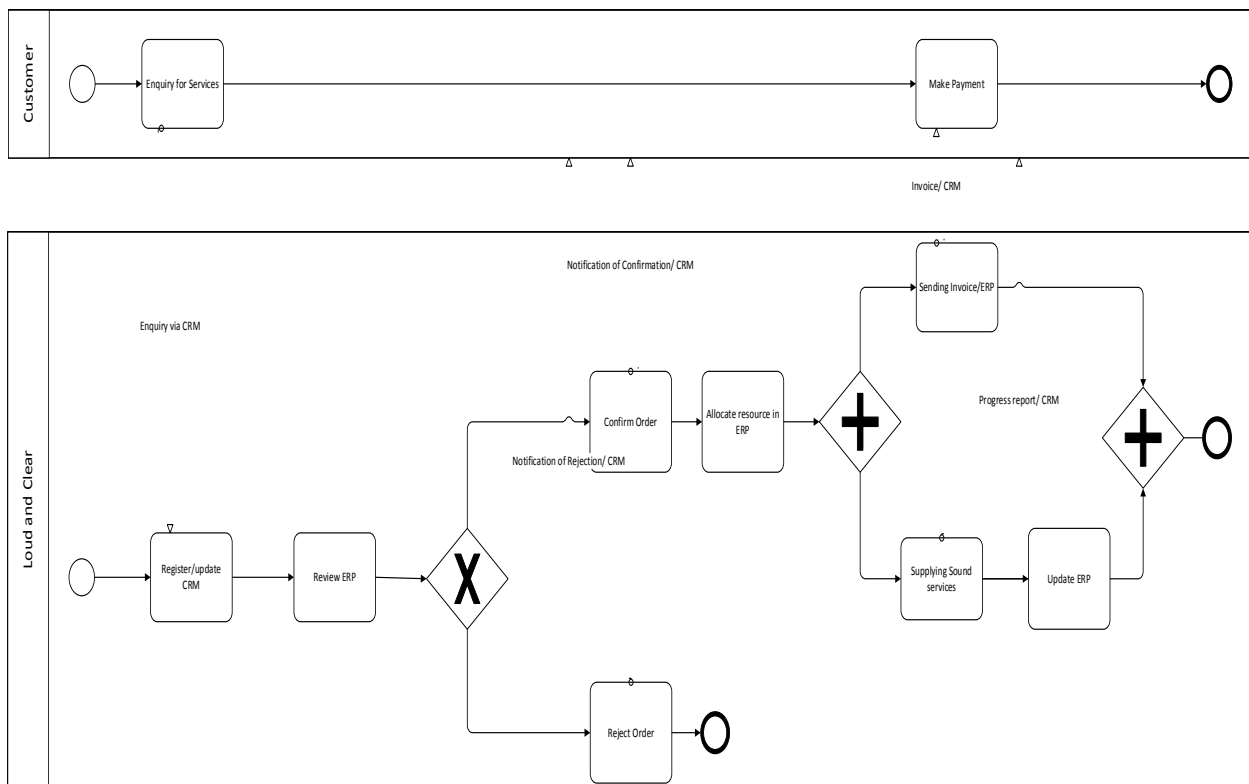 Customer
Enquiry for Services
Make Payment
Invoice/ CRM
Loud and Clear
Notification of Confirmation/ CRM
Sending Invoice/ERP
Enquiry via CRM
Confirm Order
Allocate resource in
ERP
Progress report/ CRM
Notification of Rejection/ CRM
Register/update
CRM
Review ERP
X
Supplying Sound
services
Update ERP
Reject Order